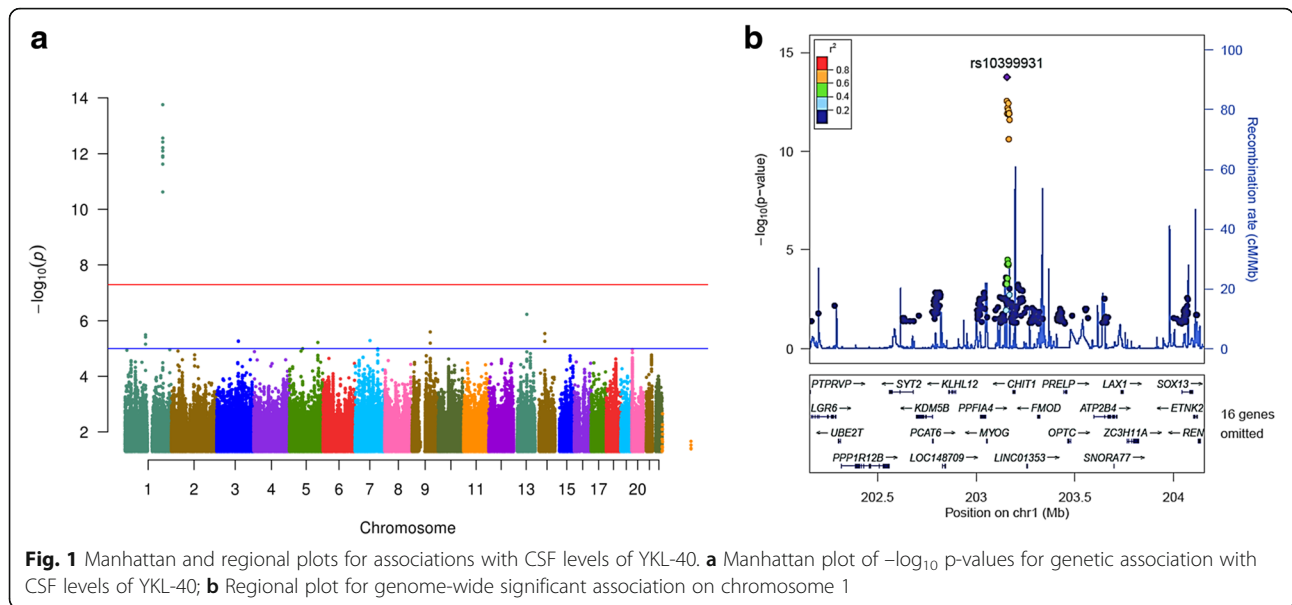 a
14
12
10
8
6
4
2
−log10(p)
1 2 3 4 5 6 7 8 9 11 13 15 17 20
Chromosome
b
r2
0.8
0.6
0.4
0.2
rs10399931
15
10
5
0
−log10(p−value)
100
80
60
40
20
0
Recombination rate (cM/Mb)
PTPRVP SYT2 KLHL12 CHIT1 PRELP LAX1 SOX13
LGR6 KDM5B PPFIA4 FMOD ATP2B4 ETNK2
UBE2T PCAT6 MYOG OPTC ZC3H11A REN
PPP1R12B LOC148709 LINC01353 SNORA77
16 genes
omitted
202.5 203 203.5 204
Position on chr1 (Mb)
Fig. 1 Manhattan and regional plots for associations with CSF levels of YKL-40. a Manhattan plot of –log10 p-values for genetic association with
CSF levels of YKL-40; b Regional plot for genome-wide significant association on chromosome 1